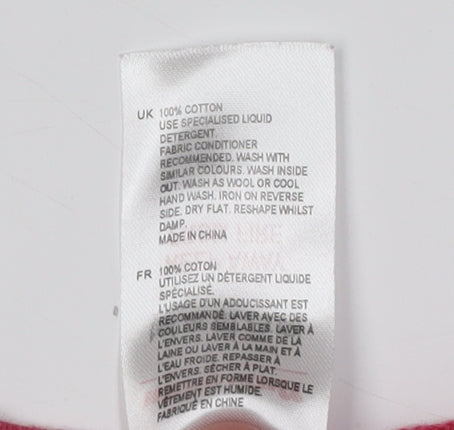 UK 100% COTTON
USE SPECIALISED LIQUID
DETERGENT.
FABRIC CONDITIONER
RECOMMENDED. WASH WITH
SIMILAR COLOURS. WASH INSIDE
OUT. WASH AS WOOL OR COOL
HAND WASH. IRON ON REVERSE
SIDE. DRY FLAT. RESHAPE WHILST
DAMP.
MADE IN CHINA
FR 100% COTON
UTILISEZ UN DÉTERGENT LIQUIDE
SPÉCIALISÉ.
L'USAGE D'UN ADOUCISSANT EST
RECOMMANDÉ. LAVER AVEC DES
COULEURS SEMBLABLES. LAVER À
L'ENVERS. LAVER COMME DE LA
LAINE OU LAVER À LA MAIN ET À
L'EAU FROIDE. REPASSER À
L'ENVERS. SÉCHER À PLAT.
REMETTRE EN FORME LORSQUE LE
VÊTEMENT EST HUMIDE.
FABRIQUÉ EN CHINE